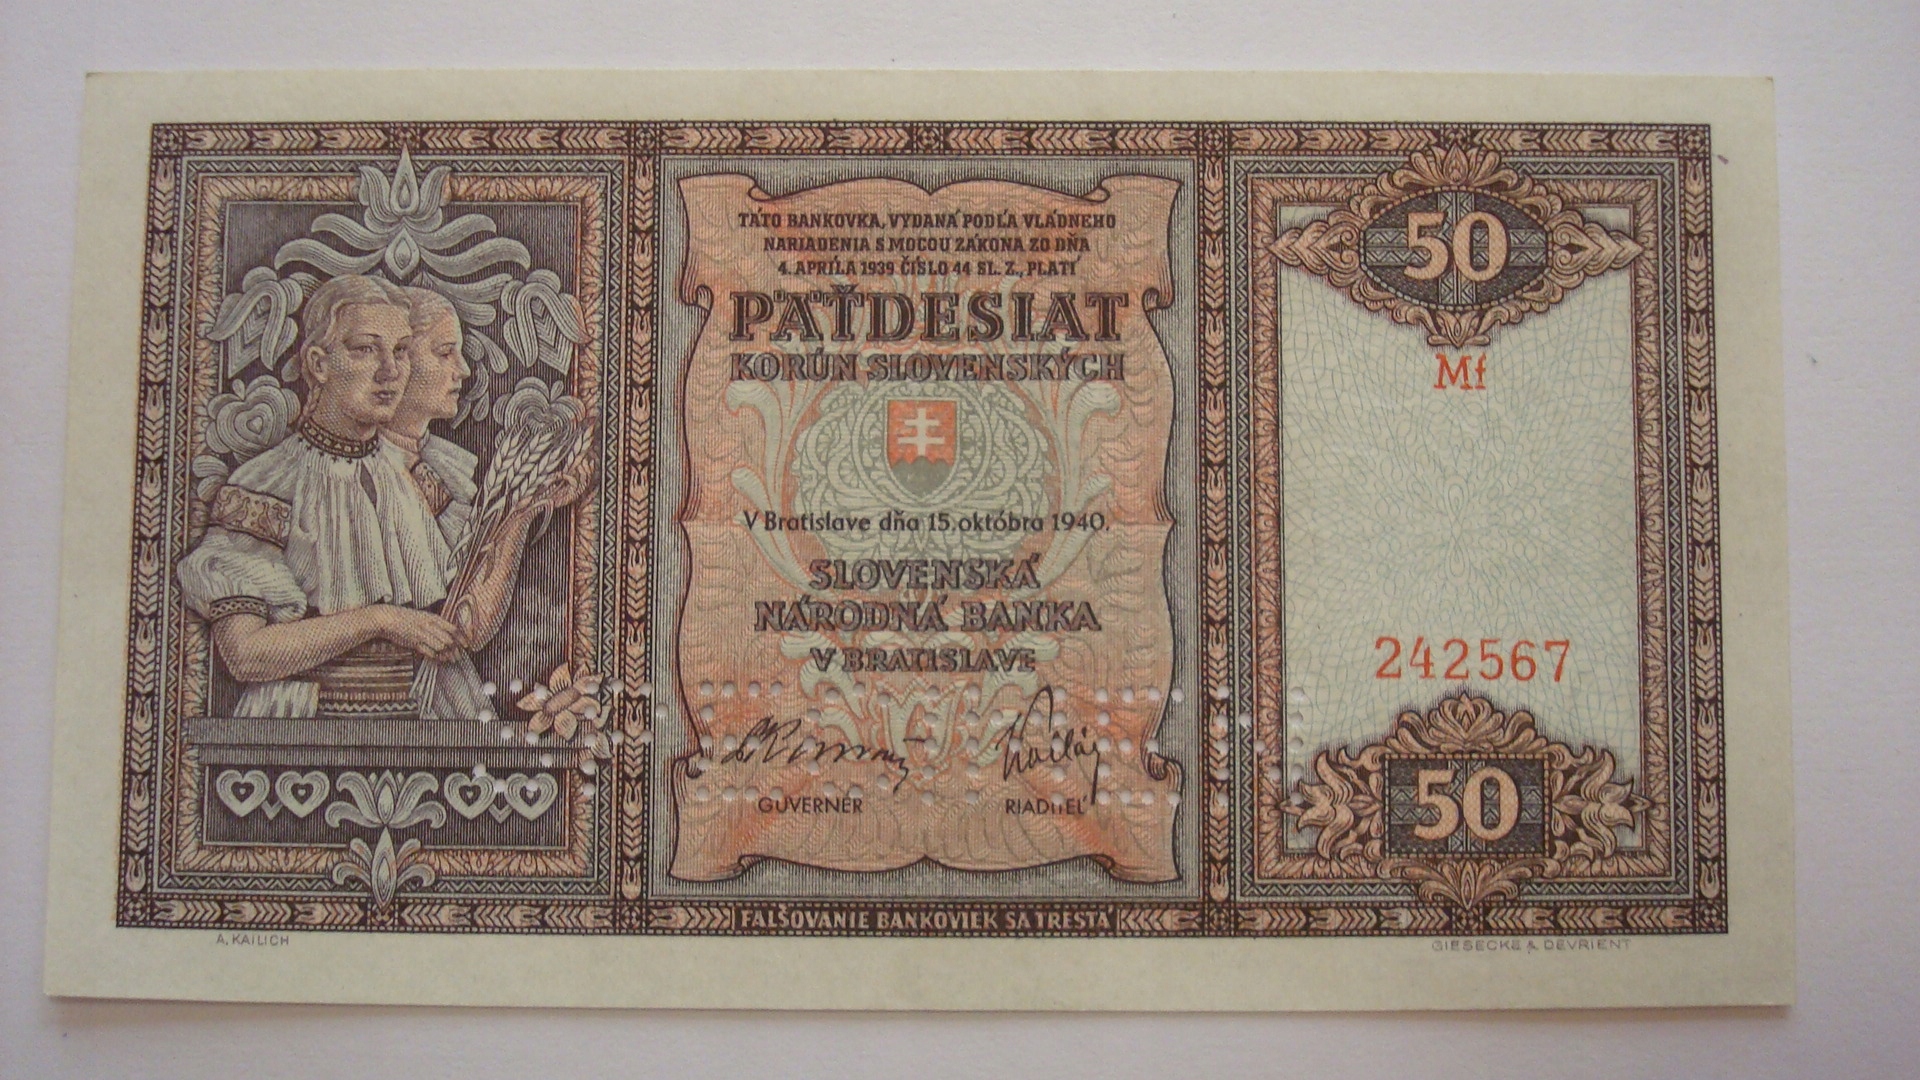 TÁTO BANKOVKA, VYDANÁ PODĽA VLÁDNEHO
NARIADENIA S MOCOU ZÁKONA ZO DŇA
4. APRÍLA 1939 ČÍSLO 44 SL. Z., PLATÍ
PÄŤDESIAT
KORÚN SLOVENSKÝCH
V Bratislave dňa 15. októbra 1940.
SLOVENSKÁ
NÁRODNÁ BANKA
V BRATISLAVE
GUVERNÉR
RIADITEĽ
FALŠOVANIE BANKOVIEK SA TRESTÁ
A. KAILICH
50
Mf
242567
50
GIESECKE & DEVRIENT